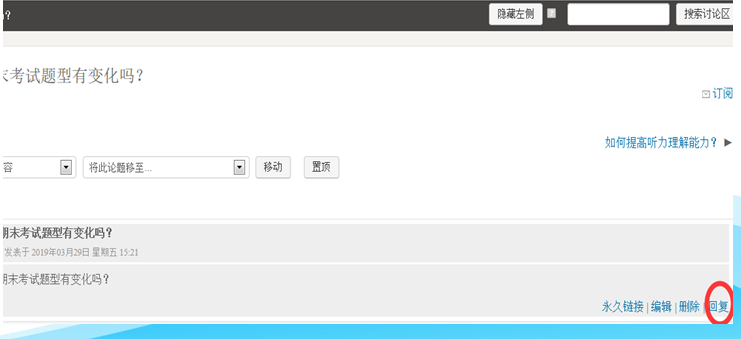 吗？ 隐藏左侧 ? 搜索讨论区
末考试题型有变化吗？
订阅
如何提高听力理解能力？ ▶
容 将此论题移至... 移动 置顶
期末考试题型有变化吗？
发表于 2019年03月29日 星期五 15:21
期末考试题型有变化吗？
永久链接 | 编辑 | 删除 | 回复